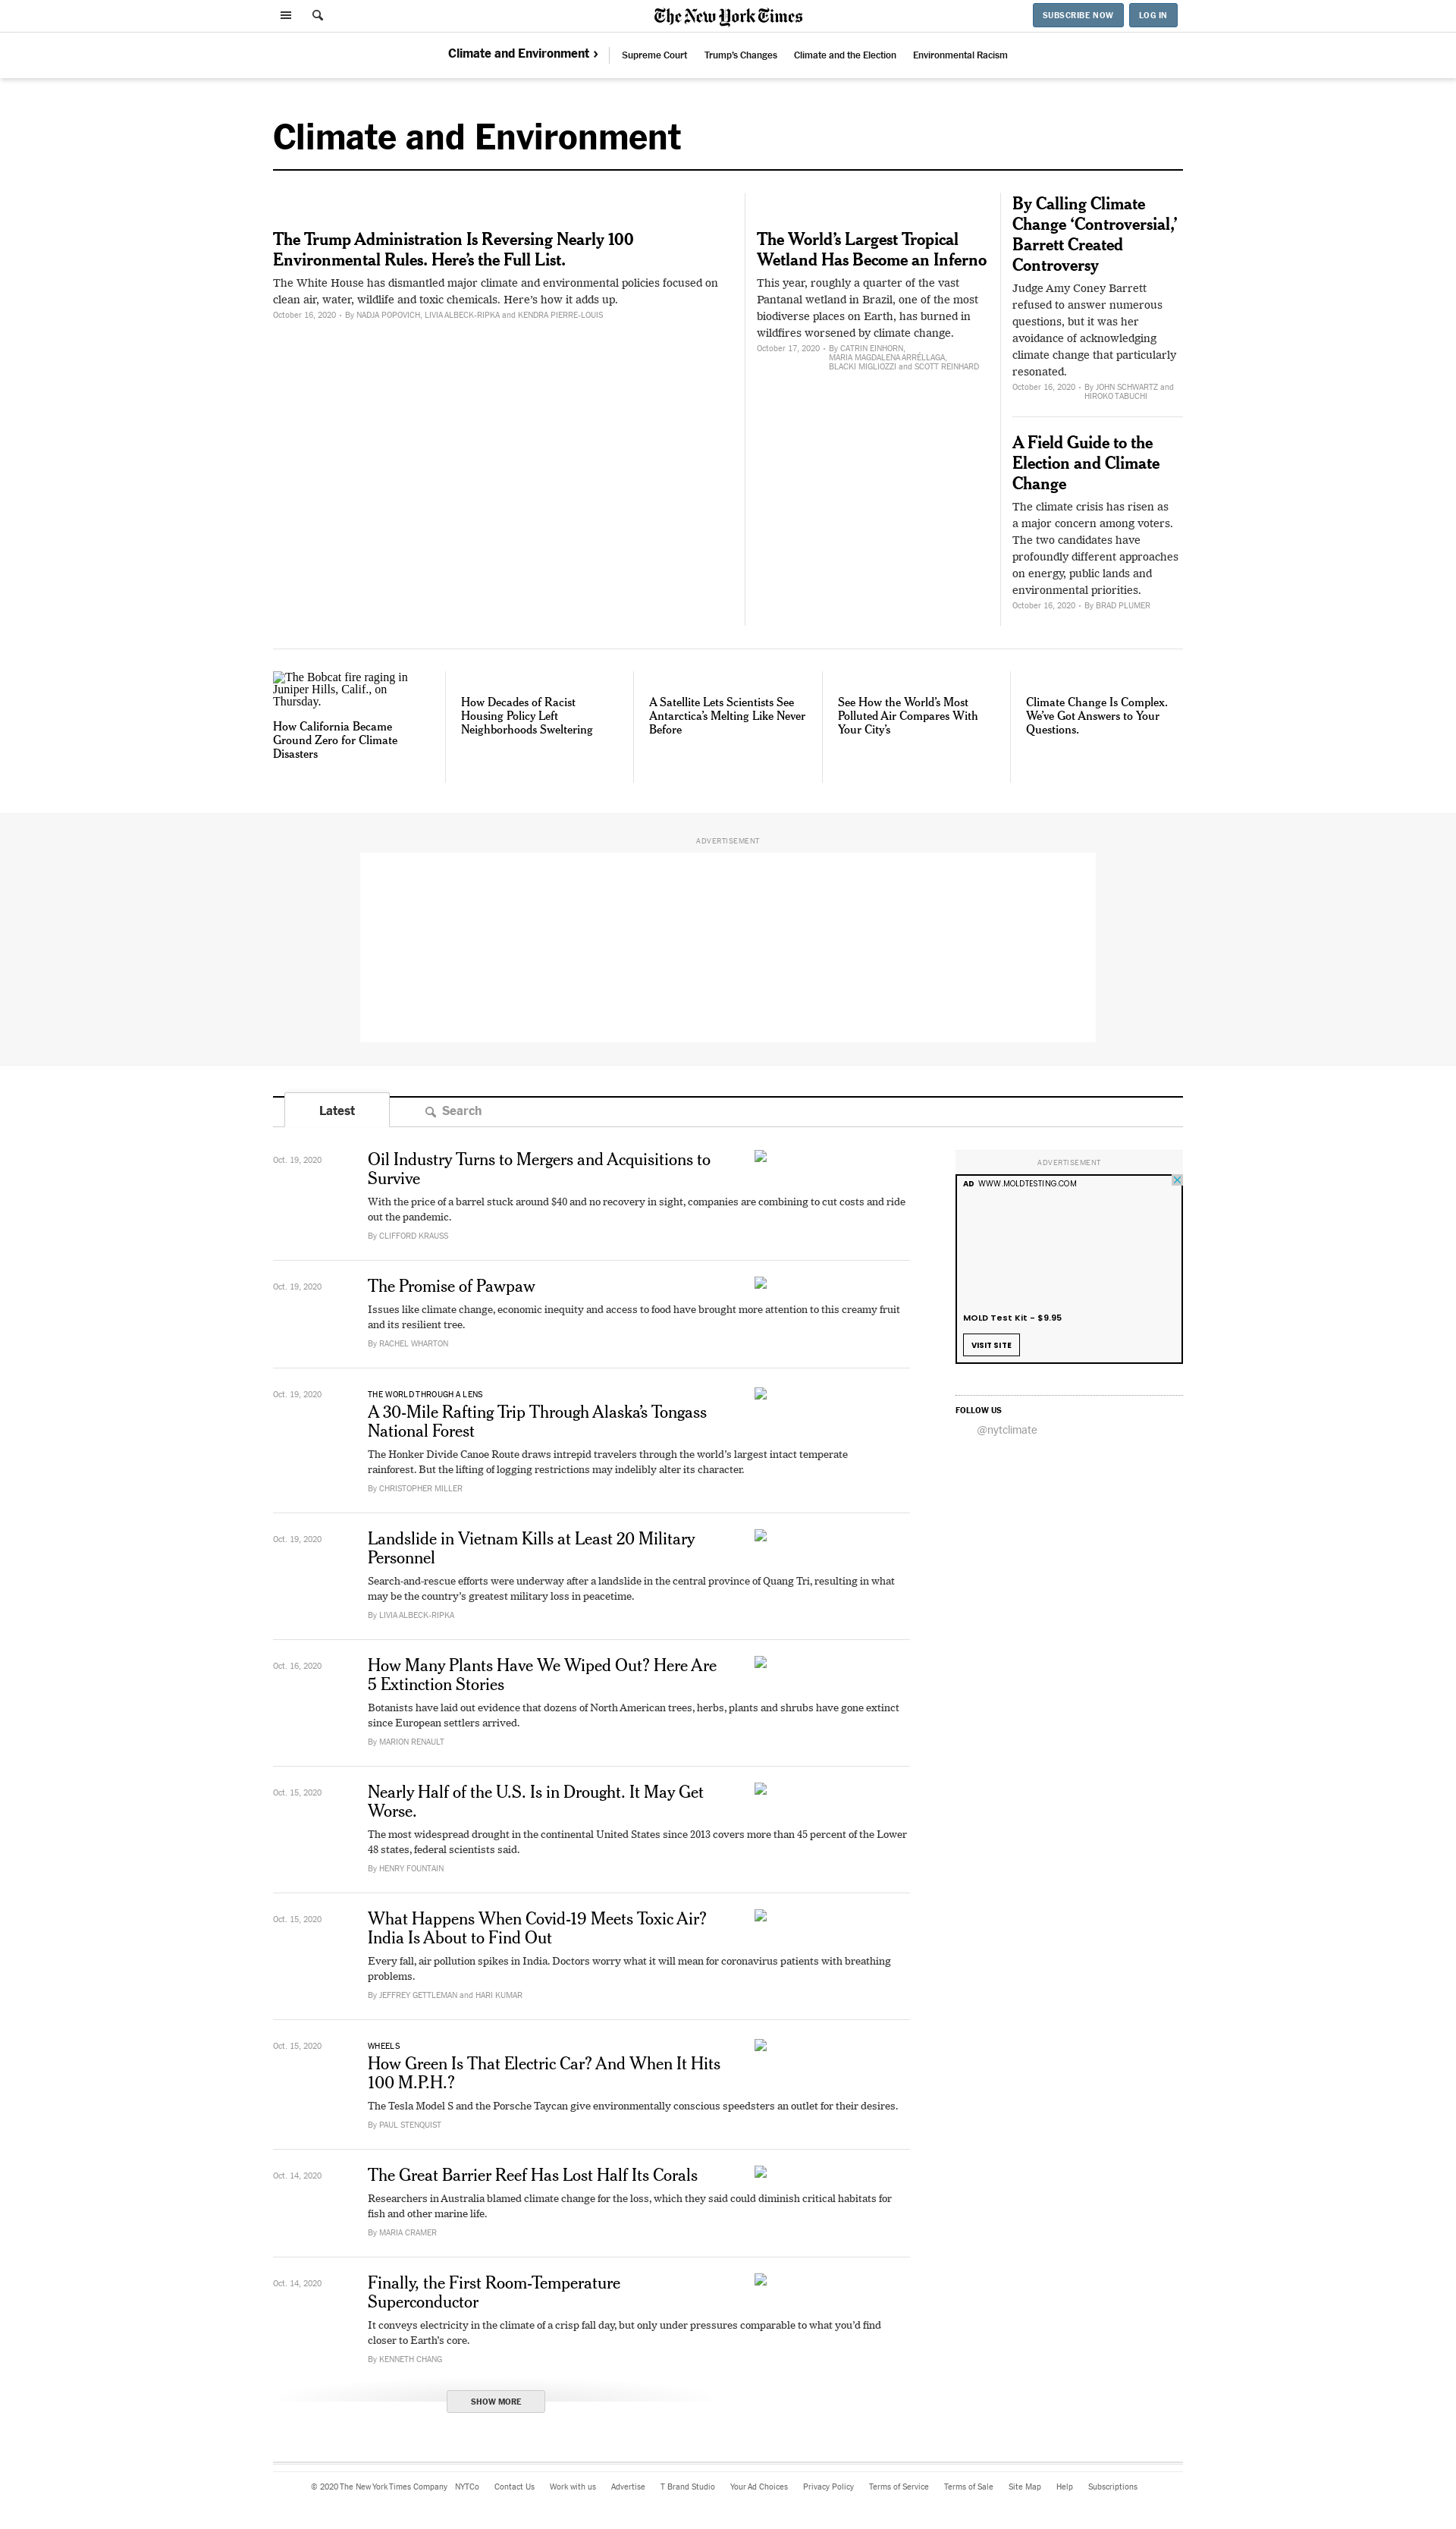 The New York Times
SUBSCRIBE NOW
LOG IN
Climate and Environment ›
Supreme Court
Trump's Changes
Climate and the Election
Environmental Racism
Climate and Environment
The Trump Administration Is Reversing Nearly 100
Environmental Rules. Here's the Full List.
The White House has dismantled major climate and environmental policies focused on
clean air, water, wildlife and toxic chemicals. Here's how it adds up.
October 16, 2020 • By NADJA POPOVICH, LIVIA ALBECK-RIPKA and KENDRA PIERRE-LOUIS
The World's Largest Tropical
Wetland Has Become an Inferno
This year, roughly a quarter of the vast
Pantanal wetland in Brazil, one of the most
biodiverse places on Earth, has burned in
wildfires worsened by climate change.
October 17, 2020 • By CATRIN EINHORN,
MARIA MAGDALENA ARRÉLLAGA,
BLACKI MIGLIOZZI and SCOTT REINHARD
By Calling Climate
Change ‘Controversial,’
Barrett Created
Controversy
Judge Amy Coney Barrett
refused to answer numerous
questions, but it was her
avoidance of acknowledging
climate change that particularly
resonated.
October 16, 2020 • By JOHN SCHWARTZ and
HIROKO TABUCHI
A Field Guide to the
Election and Climate
Change
The climate crisis has risen as
a major concern among voters.
The two candidates have
profoundly different approaches
on energy, public lands and
environmental priorities.
October 16, 2020 • By BRAD PLUMER
The Bobcat fire raging in
Juniper Hills, Calif., on
Thursday.
How California Became
Ground Zero for Climate
Disasters
How Decades of Racist
Housing Policy Left
Neighborhoods Sweltering
A Satellite Lets Scientists See
Antarctica's Melting Like Never
Before
See How the World's Most
Polluted Air Compares With
Your City's
Climate Change Is Complex.
We've Got Answers to Your
Questions.
ADVERTISEMENT
Latest
Search
Oct. 19, 2020
Oil Industry Turns to Mergers and Acquisitions to
Survive
With the price of a barrel stuck around $40 and no recovery in sight, companies are combining to cut costs and ride
out the pandemic.
By CLIFFORD KRAUSS
Oct. 19, 2020
The Promise of Pawpaw
Issues like climate change, economic inequity and access to food have brought more attention to this creamy fruit
and its resilient tree.
By RACHEL WHARTON
Oct. 19, 2020
THE WORLD THROUGH A LENS
A 30-Mile Rafting Trip Through Alaska's Tongass
National Forest
The Honker Divide Canoe Route draws intrepid travelers through the world's largest intact temperate
rainforest. But the lifting of logging restrictions may indelibly alter its character.
By CHRISTOPHER MILLER
Oct. 19, 2020
Landslide in Vietnam Kills at Least 20 Military
Personnel
Search-and-rescue efforts were underway after a landslide in the central province of Quang Tri, resulting in what
may be the country's greatest military loss in peacetime.
By LIVIA ALBECK-RIPKA
Oct. 16, 2020
How Many Plants Have We Wiped Out? Here Are
5 Extinction Stories
Botanists have laid out evidence that dozens of North American trees, herbs, plants and shrubs have gone extinct
since European settlers arrived.
By MARION RENAULT
Oct. 15, 2020
Nearly Half of the U.S. Is in Drought. It May Get
Worse.
The most widespread drought in the continental United States since 2013 covers more than 45 percent of the Lower
48 states, federal scientists said.
By HENRY FOUNTAIN
Oct. 15, 2020
What Happens When Covid-19 Meets Toxic Air?
India Is About to Find Out
Every fall, air pollution spikes in India. Doctors worry what it will mean for coronavirus patients with breathing
problems.
By JEFFREY GETTLEMAN and HARI KUMAR
Oct. 15, 2020
WHEELS
How Green Is That Electric Car? And When It Hits
100 M.P.H.?
The Tesla Model S and the Porsche Taycan give environmentally conscious speedsters an outlet for their desires.
By PAUL STENQUIST
Oct. 14, 2020
The Great Barrier Reef Has Lost Half Its Corals
Researchers in Australia blamed climate change for the loss, which they said could diminish critical habitats for
fish and other marine life.
By MARIA CRAMER
Oct. 14, 2020
Finally, the First Room-Temperature
Superconductor
It conveys electricity in the climate of a crisp fall day, but only under pressures comparable to what you'd find
closer to Earth's core.
By KENNETH CHANG
SHOW MORE
ADVERTISEMENT
AD WWW.MOLDTESTING.COM
MOLD Test Kit - $9.95
VISIT SITE
FOLLOW US
@nytclimate
© 2020 The New York Times Company NYTCo Contact Us Work with us Advertise T Brand Studio Your Ad Choices Privacy Policy Terms of Service Terms of Sale Site Map Help Subscriptions